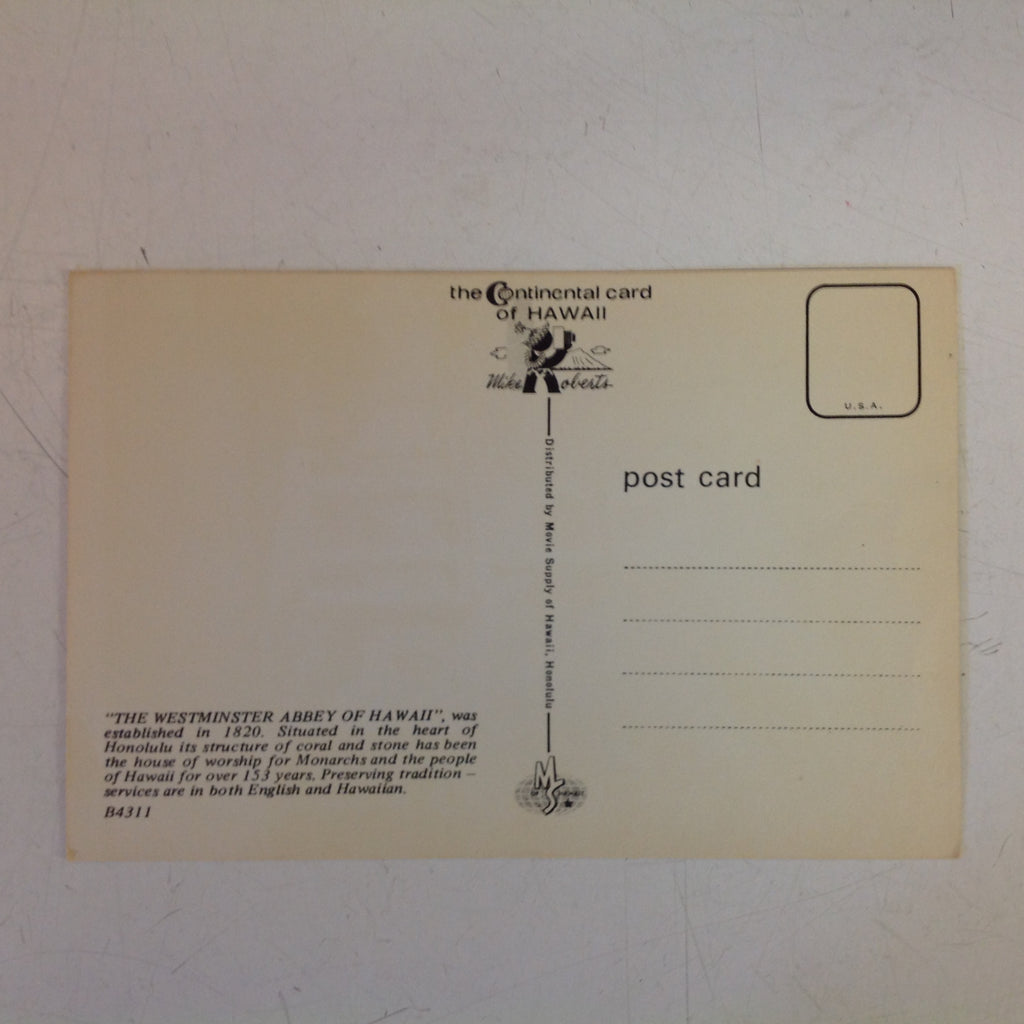 the Continental card
of HAWAII
Mike Roberts
U.S.A.
post card
Distributed by Movie Supply of Hawaii, Honolulu
"THE WESTMINSTER ABBEY OF HAWAII", was
established in 1820. Situated in the heart of
Honolulu its structure of coral and stone has been
the house of worship for Monarchs and the people
of Hawaii for over 153 years. Preserving tradition –
services are in both English and Hawaiian.
B4311
MS
OF HAWAII